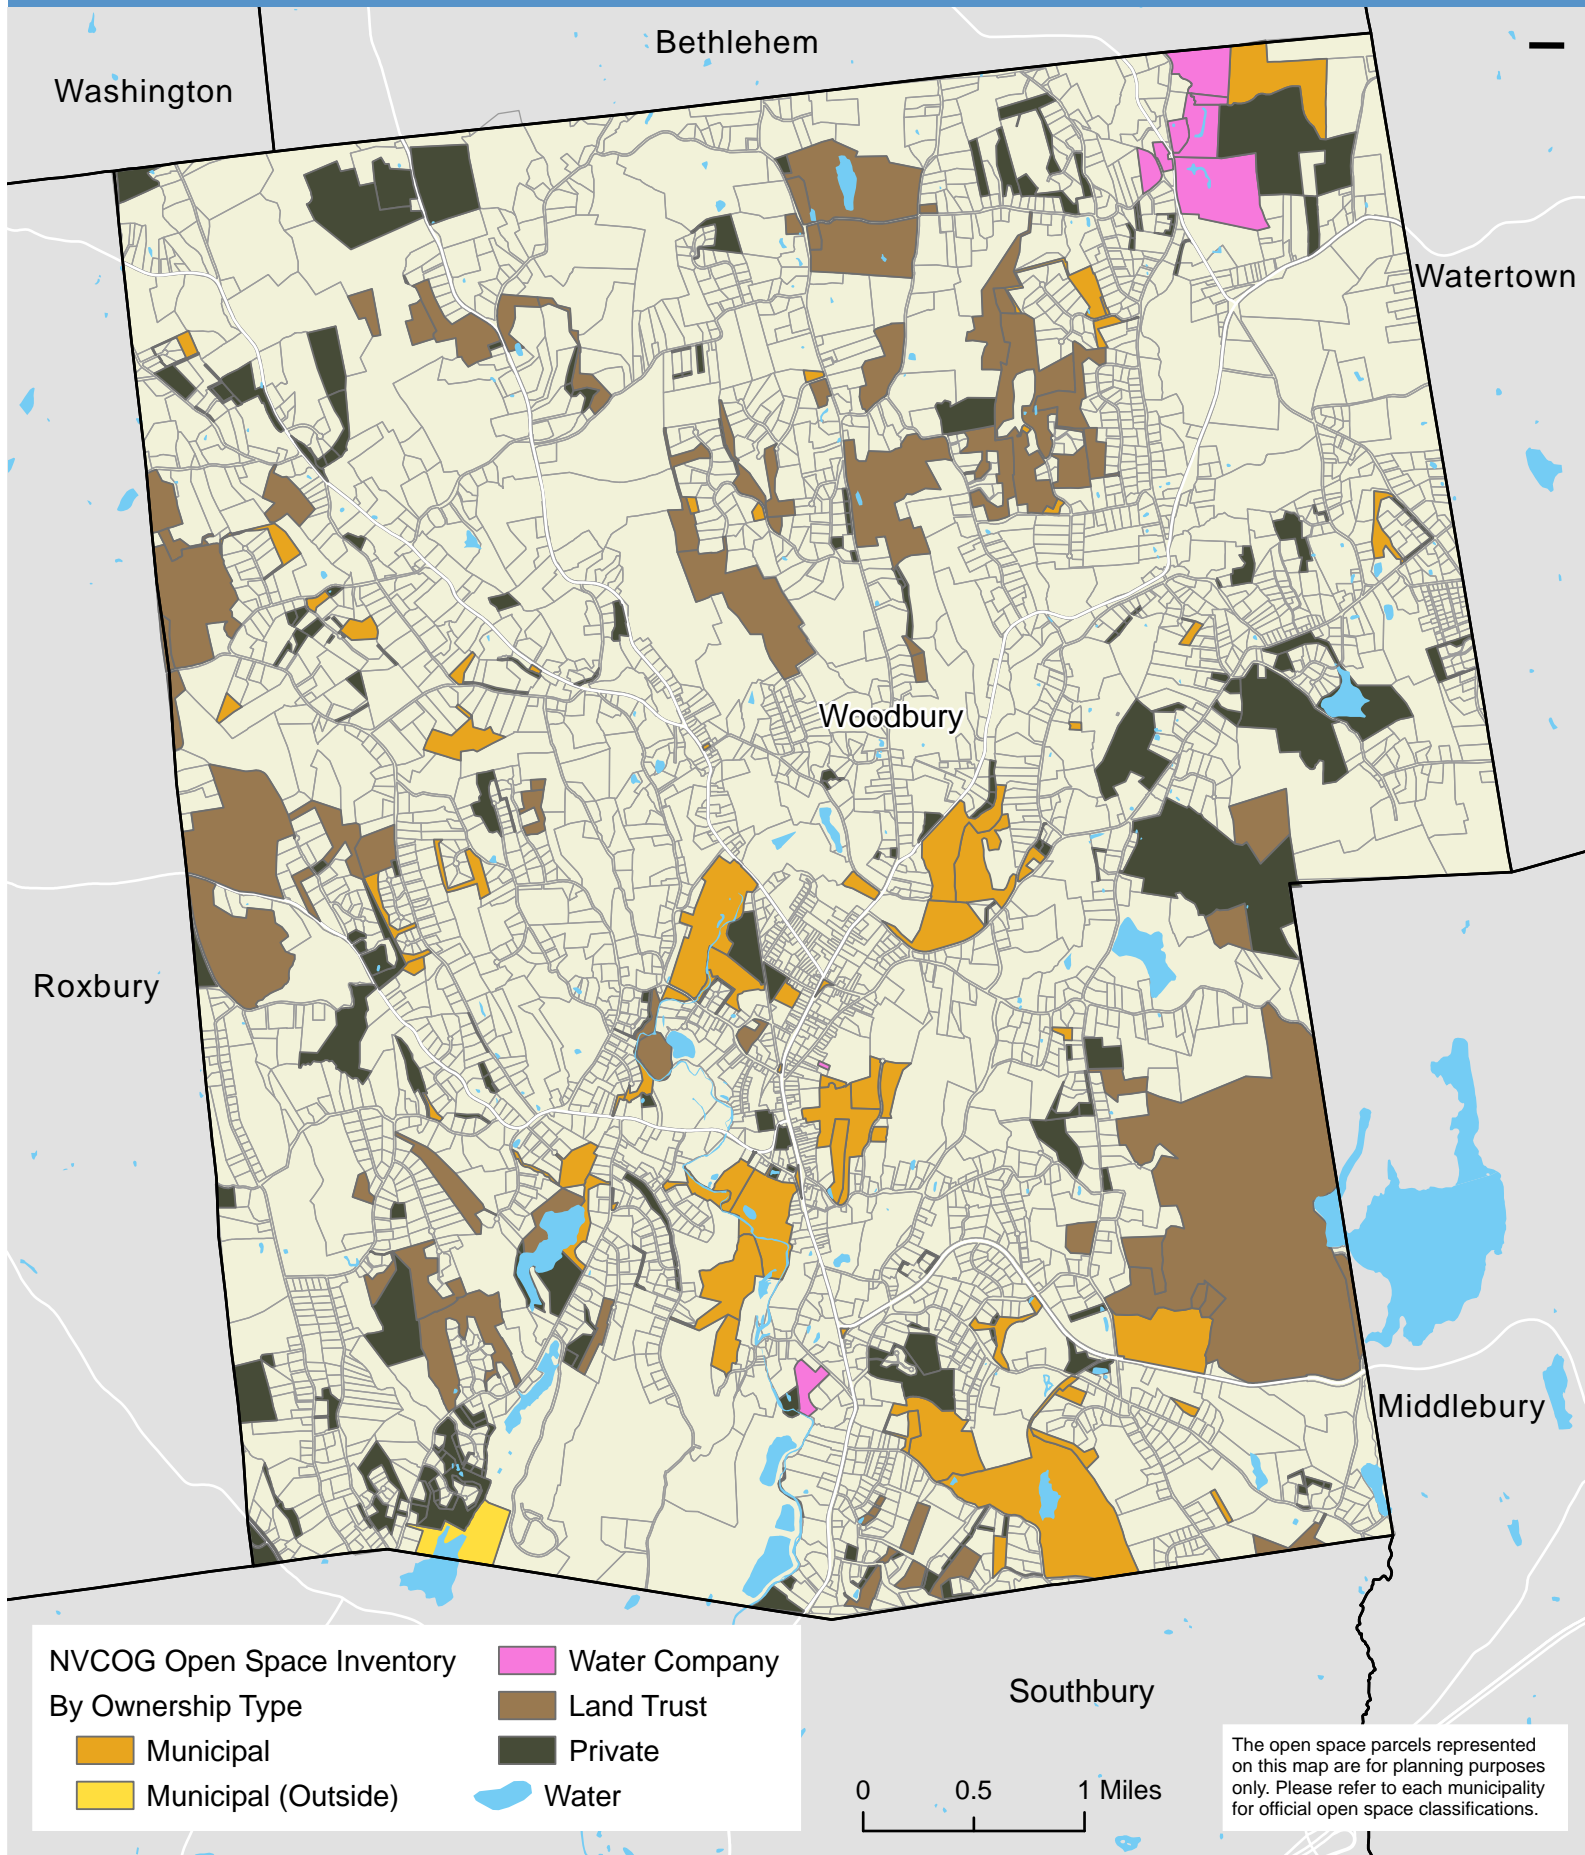 Bethlehem
Washington
Watertown
Woodbury
Roxbury
Middlebury
Southbury
NVCOG Open Space Inventory
By Ownership Type
Municipal
Municipal (Outside)
Water Company
Land Trust
Private
Water
0 0.5 1 Miles
The open space parcels represented
on this map are for planning purposes
only. Please refer to each municipality
for official open space classifications.